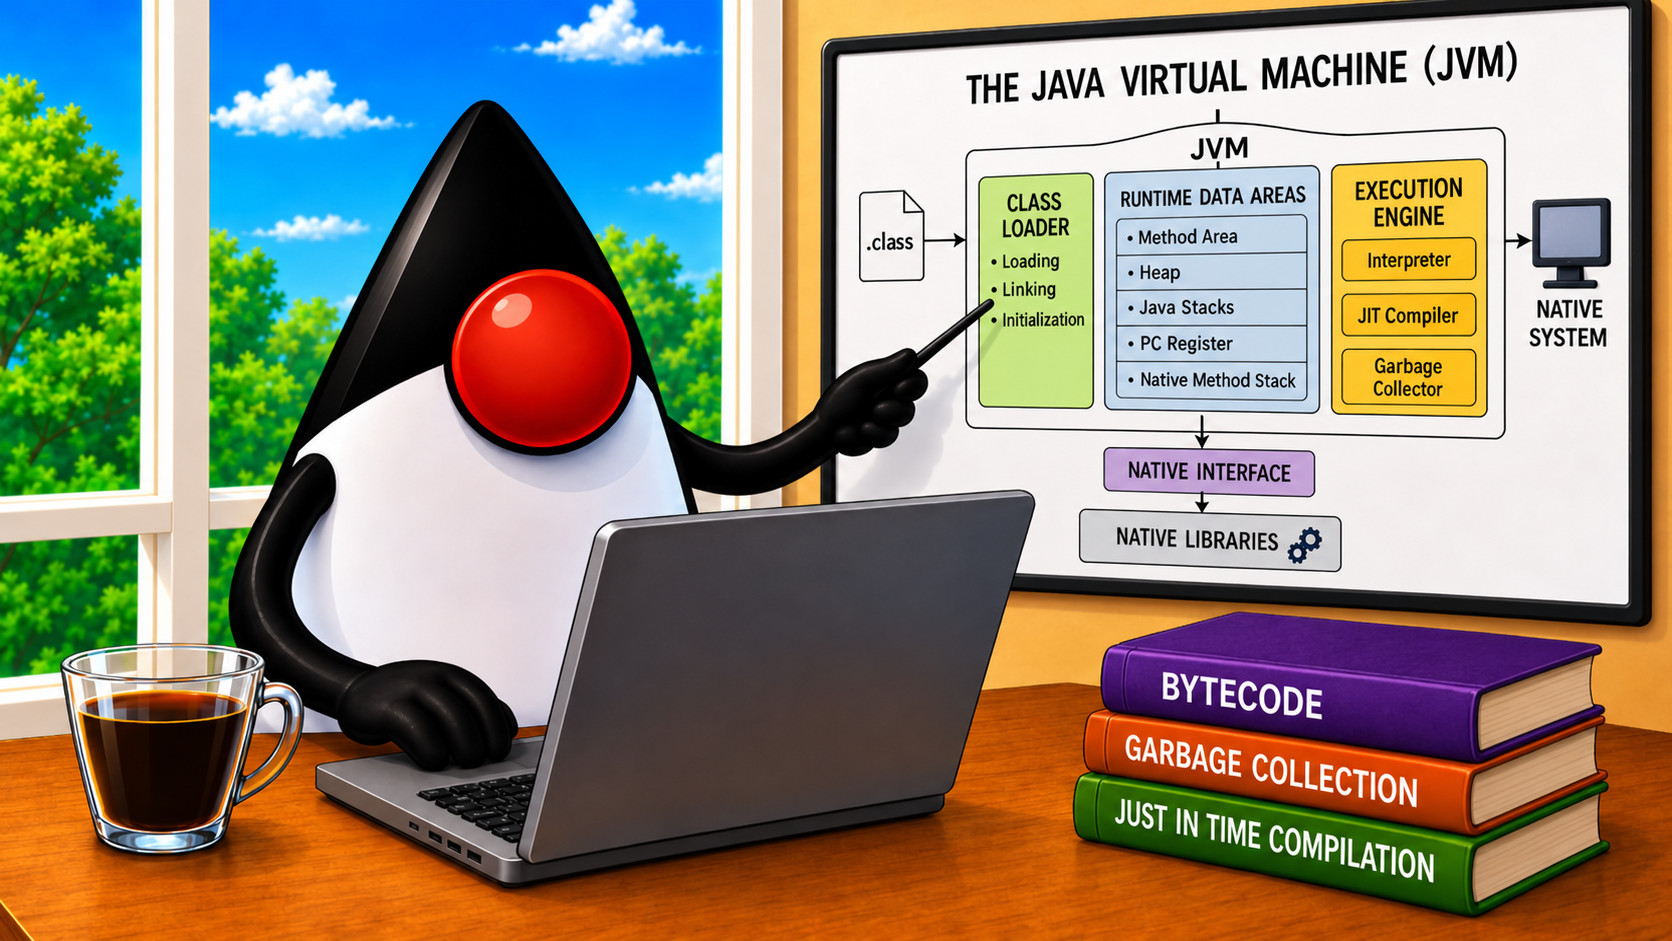 THE JAVA VIRTUAL MACHINE (JVM)
JVM
.class
CLASS
LOADER
• Loading
• Linking
• Initialization
RUNTIME DATA AREAS
• Method Area
• Heap
• Java Stacks
• PC Register
• Native Method Stack
EXECUTION
ENGINE
Interpreter
JIT Compiler
Garbage
Collector
NATIVE
SYSTEM
NATIVE INTERFACE
NATIVE LIBRARIES
BYTECODE
GARBAGE COLLECTION
JUST IN TIME COMPILATION